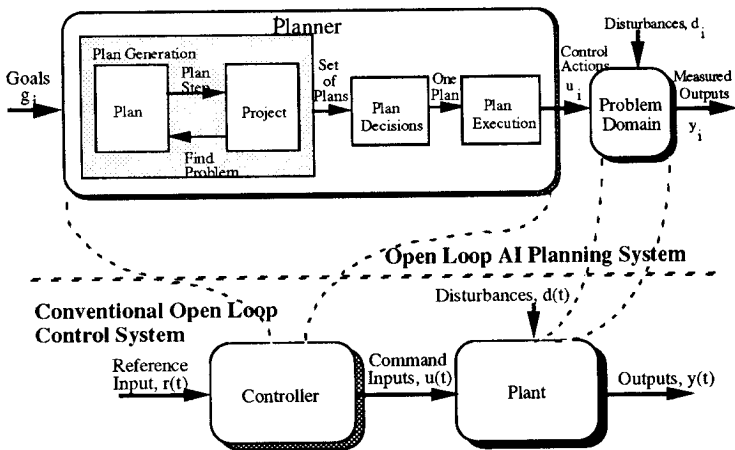 Planner
Disturbances, d i
Plan Generation
Control
Actions
u i
Measured
Outputs
y i
Goals
g i
Plan
Step
Set
of
Plans
One
Plan
Plan
Project
Plan
Decisions
Plan
Execution
Problem
Domain
Find
Problem
Open Loop AI Planning System
Conventional Open Loop
Control System
Disturbances, d(t)
Reference
Input, r(t)
Controller
Command
Inputs, u(t)
Plant
Outputs, y(t)